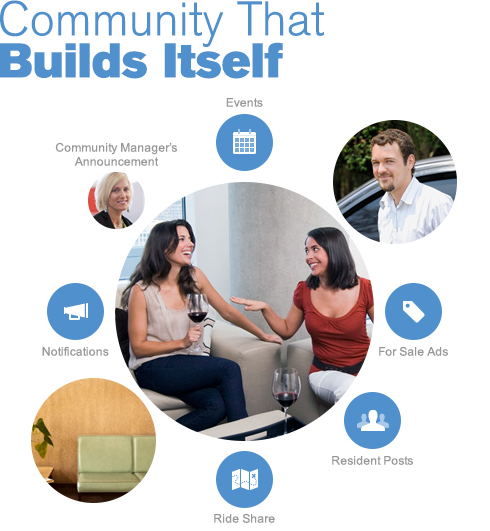 Community That
Builds Itself
Events
Community Manager's
Announcement
Notifications
For Sale Ads
Resident Posts
Ride Share